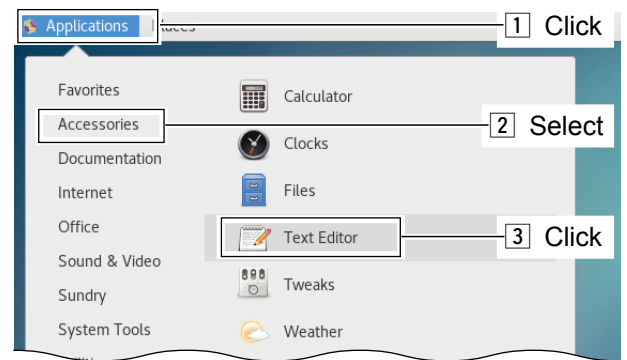 Applications
1 Click
Favorites
Accessories
Documentation
Internet
Office
Sound & Video
Sundry
System Tools
Calculator
Clocks
Files
Text Editor
Tweaks
Weather
2 Select
3 Click